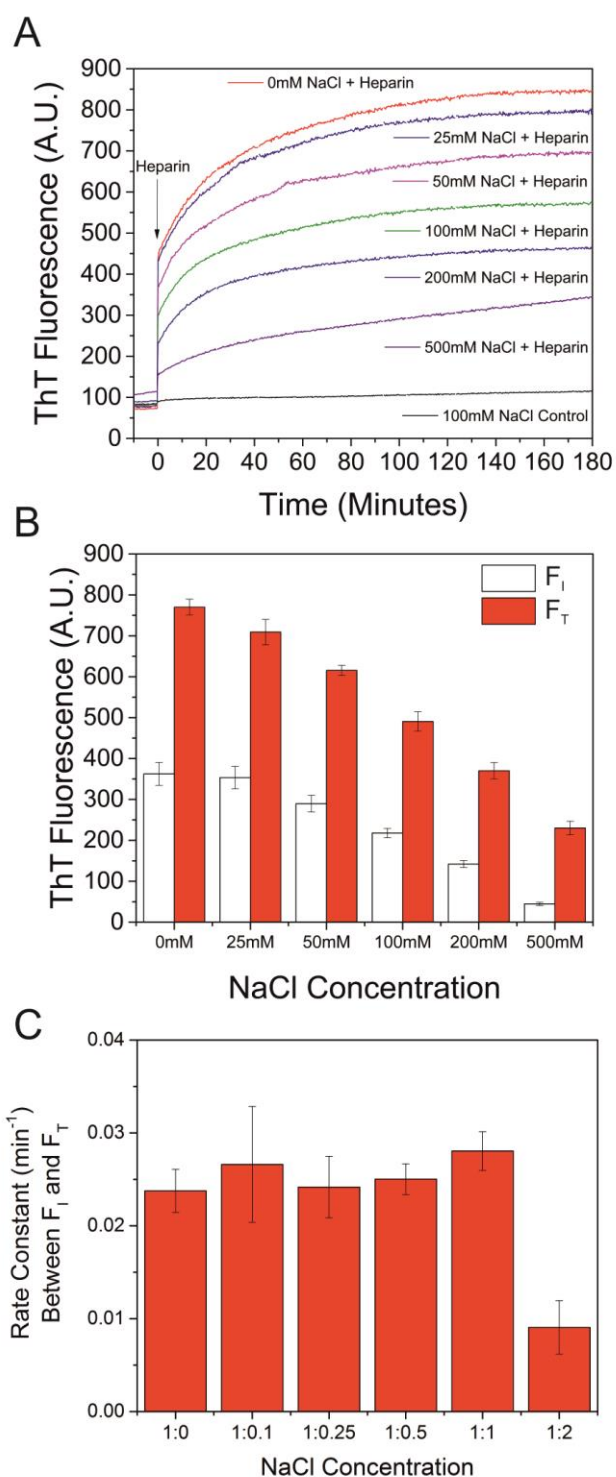 A
900
800
700
600
500
400
300
200
100
0
ThT Fluorescence (A.U.)
Heparin
0mM NaCl + Heparin
25mM NaCl + Heparin
50mM NaCl + Heparin
100mM NaCl + Heparin
200mM NaCl + Heparin
500mM NaCl + Heparin
100mM NaCl Control
0 20 40 60 80 100 120 140 160 180
Time (Minutes)
B
900
800
700
600
500
400
300
200
100
0
ThT Fluorescence (A.U.)
F_I
F_T
0mM 25mM 50mM 100mM 200mM 500mM
NaCl Concentration
C
0.04
0.03
0.02
0.01
0.00
Rate Constant (min⁻¹)
Between F_I and F_T
1:0 1:0.1 1:0.25 1:0.5 1:1 1:2
NaCl Concentration